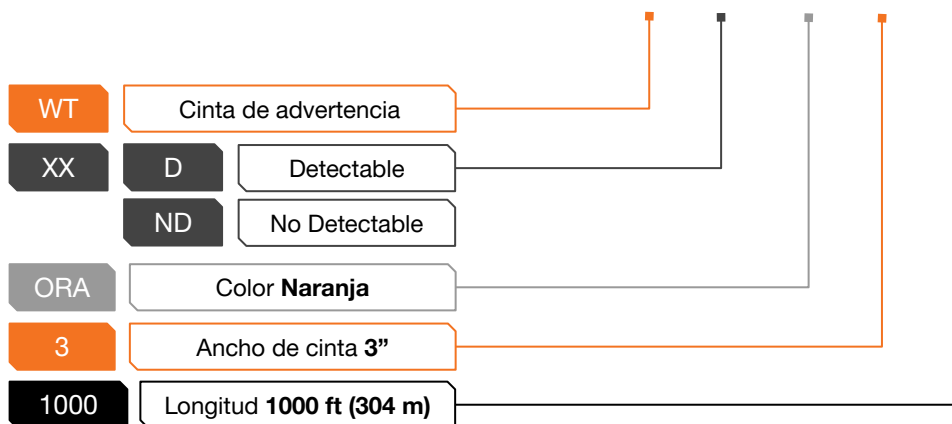 WT Cinta de advertencia
XX D Detectable
ND No Detectable
ORA Color Naranja
3 Ancho de cinta 3”
1000 Longitud 1000 ft (304 m)